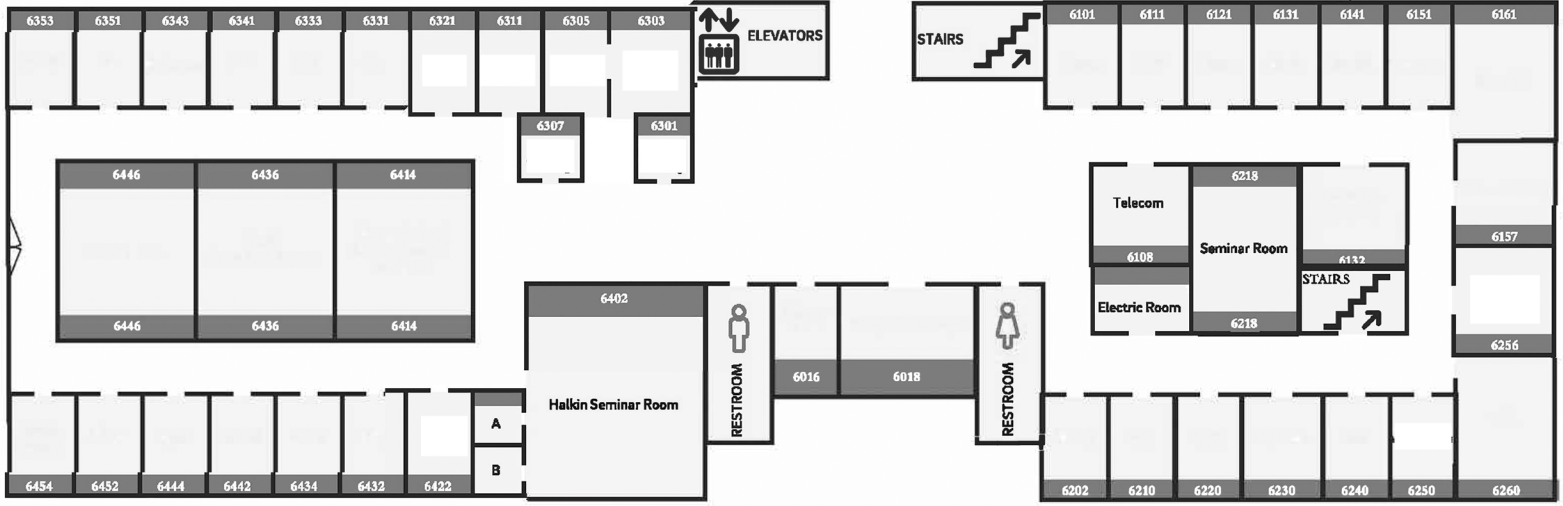 6353 6351 6343 6341 6333 6331 6321 6311 6305 6303
ELEVATORS
STAIRS
6101 6111 6121 6131 6141 6151 6161
6307 6301
6446 6436 6414
6446 6436 6414
Telecom
6108
Electric Room
6218
Seminar Room
6218
6132
STAIRS
6157
6256
6402
Halkin Seminar Room
RESTROOM
6016 6018
RESTROOM
A
B
6454 6452 6444 6442 6434 6432 6422
6202 6210 6220 6230 6240 6250 6260